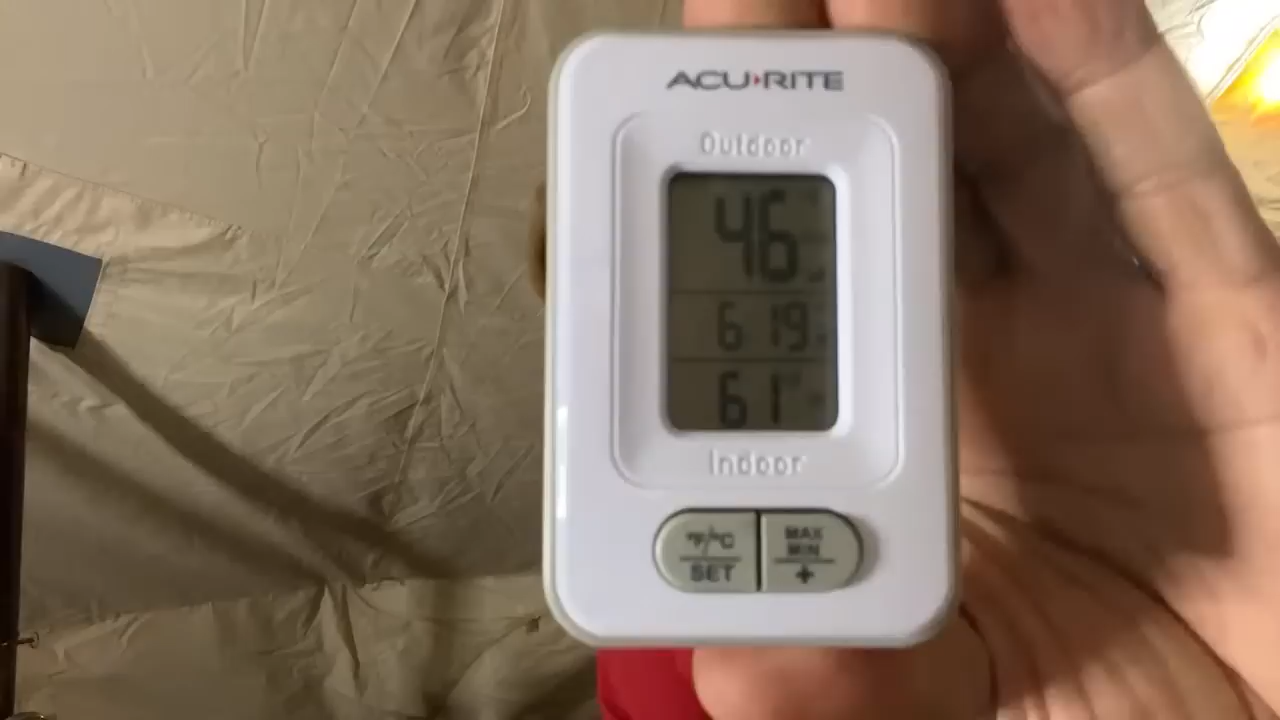 ACU▸RITE
Outdoor
46
6 19
61
Indoor
°F/°C
SET
MAX
MIN
+